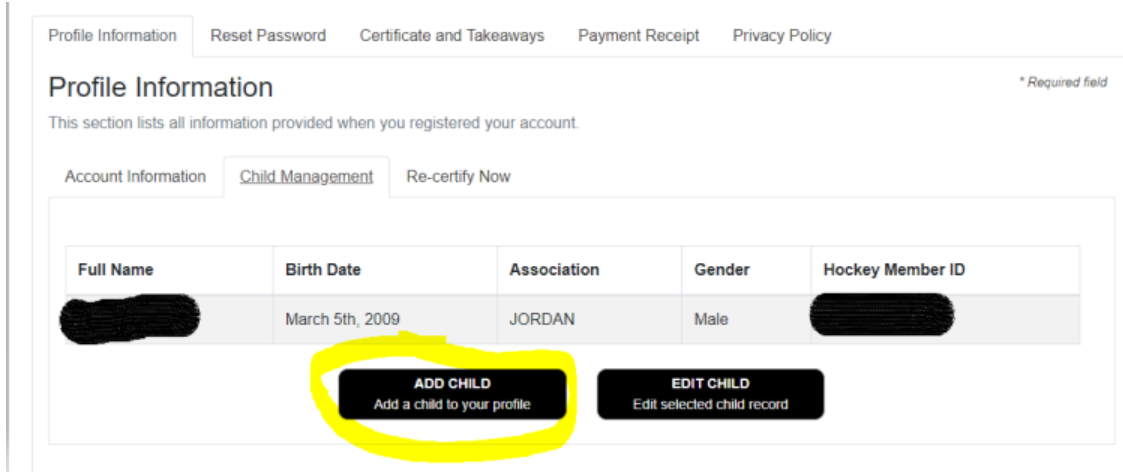 Profile Information Reset Password Certificate and Takeaways Payment Receipt Privacy Policy
Profile Information
* Required field
This section lists all information provided when you registered your account.
Account Information Child Management Re-certify Now
Full Name Birth Date Association Gender Hockey Member ID
March 5th, 2009 JORDAN Male
ADD CHILD
Add a child to your profile
EDIT CHILD
Edit selected child record